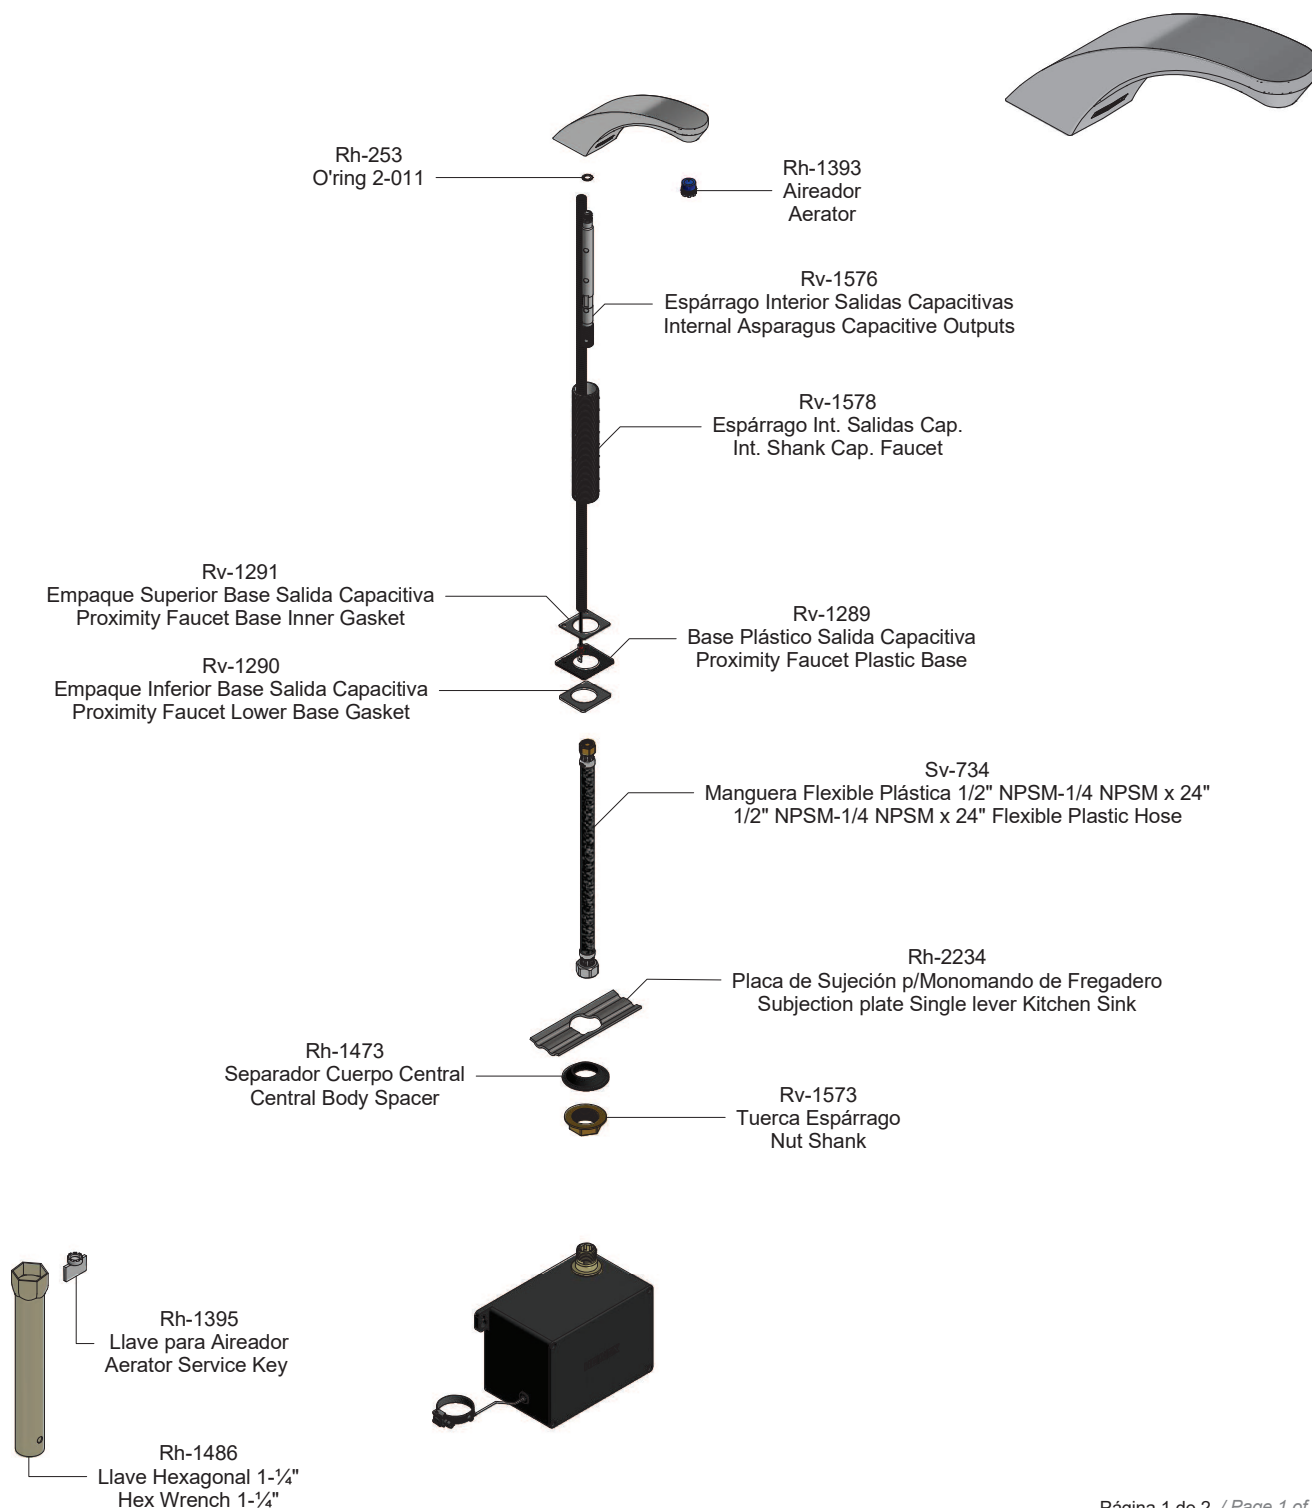 Rh-253
O'ring 2-011
Rh-1393
Aireador
Aerator
Rv-1576
Espárrago Interior Salidas Capacitivas
Internal Asparagus Capacitive Outputs
Rv-1578
Espárrago Int. Salidas Cap.
Int. Shank Cap. Faucet
Rv-1291
Empaque Superior Base Salida Capacitiva
Proximity Faucet Base Inner Gasket
Rv-1289
Base Plástico Salida Capacitiva
Proximity Faucet Plastic Base
Rv-1290
Empaque Inferior Base Salida Capacitiva
Proximity Faucet Lower Base Gasket
Sv-734
Manguera Flexible Plástica 1/2" NPSM-1/4 NPSM x 24"
1/2" NPSM-1/4 NPSM x 24" Flexible Plastic Hose
Rh-2234
Placa de Sujeción p/Monomando de Fregadero
Subjection plate Single lever Kitchen Sink
Rh-1473
Separador Cuerpo Central
Central Body Spacer
Rv-1573
Tuerca Espárrago
Nut Shank
Rh-1395
Llave para Aireador
Aerator Service Key
Rh-1486
Llave Hexagonal 1-¼"
Hex Wrench 1-¼"
Página 1 de 2 / Page 1 of